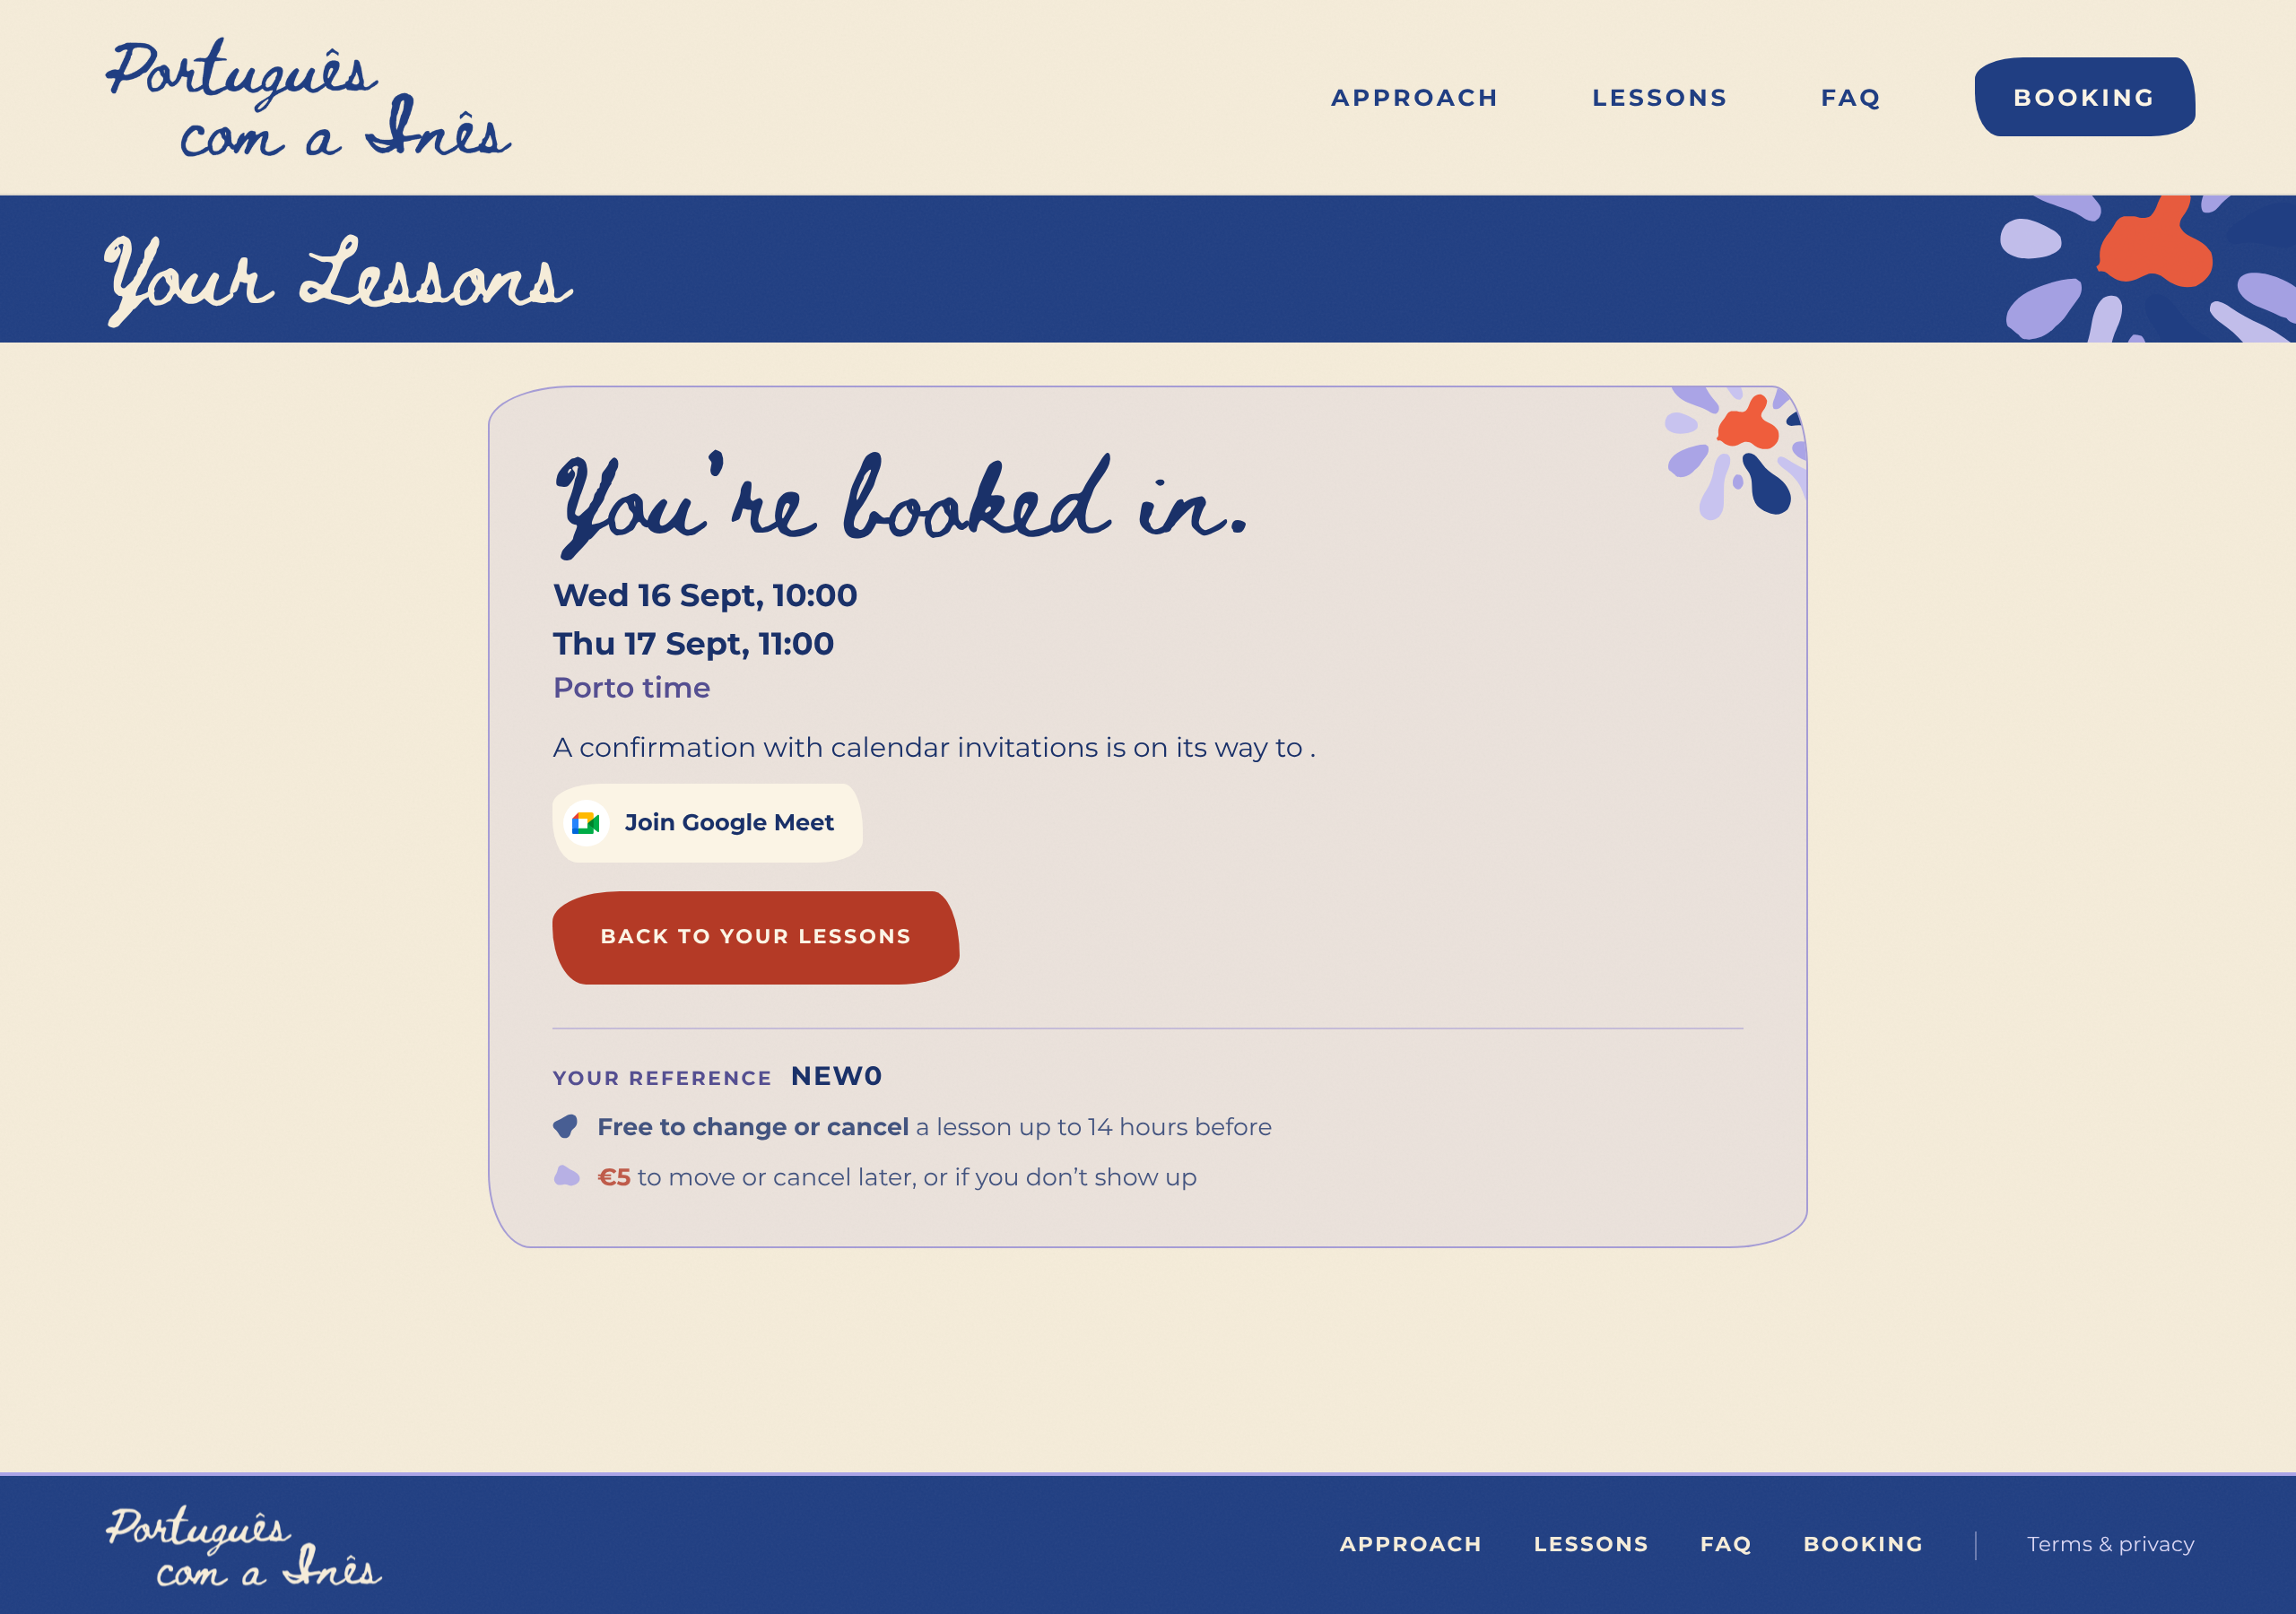 Português
com a Inês
APPROACH LESSONS FAQ BOOKING
Your Lessons
You're booked in.
Wed 16 Sept, 10:00
Thu 17 Sept, 11:00
Porto time
A confirmation with calendar invitations is on its way to .
Join Google Meet
BACK TO YOUR LESSONS
YOUR REFERENCE NEW0
Free to change or cancel a lesson up to 14 hours before
€5 to move or cancel later, or if you don’t show up
Português
com a Inês
APPROACH LESSONS FAQ BOOKING Terms & privacy